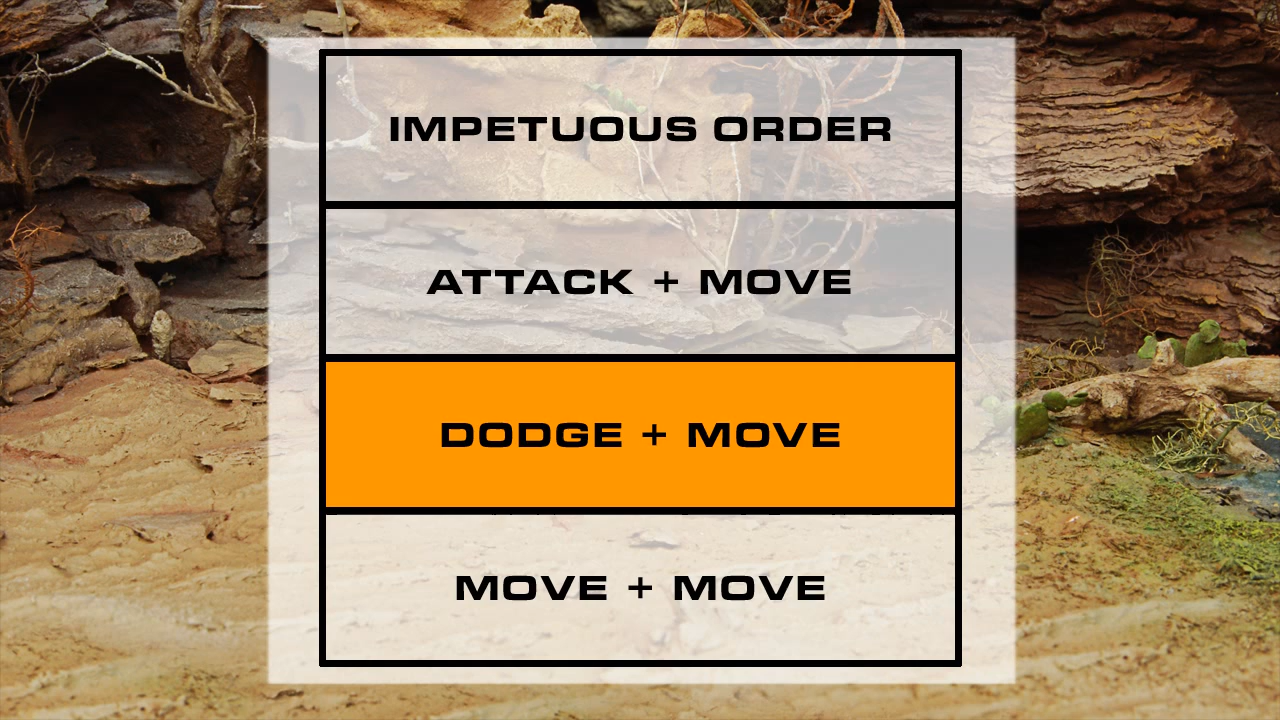 IMPETUOUS ORDER
ATTACK + MOVE
DODGE + MOVE
MOVE + MOVE